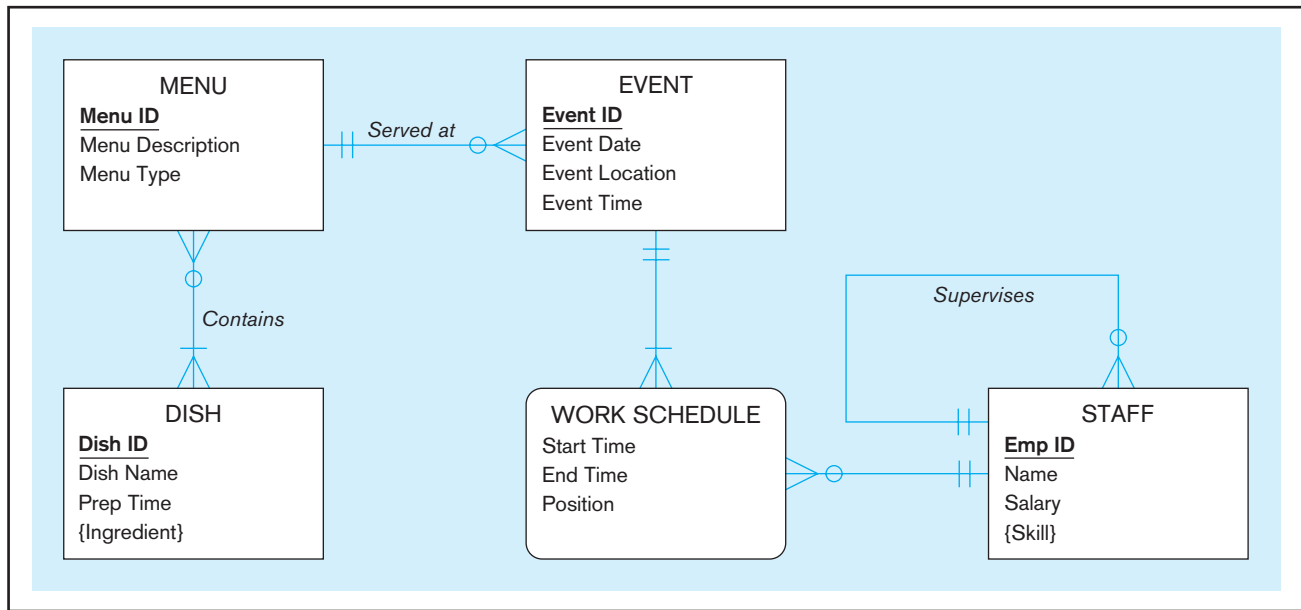 MENU
Menu ID
Menu Description
Menu Type
Served at
EVENT
Event ID
Event Date
Event Location
Event Time
Contains
Supervises
DISH
Dish ID
Dish Name
Prep Time
{Ingredient}
WORK SCHEDULE
Start Time
End Time
Position
STAFF
Emp ID
Name
Salary
{Skill}